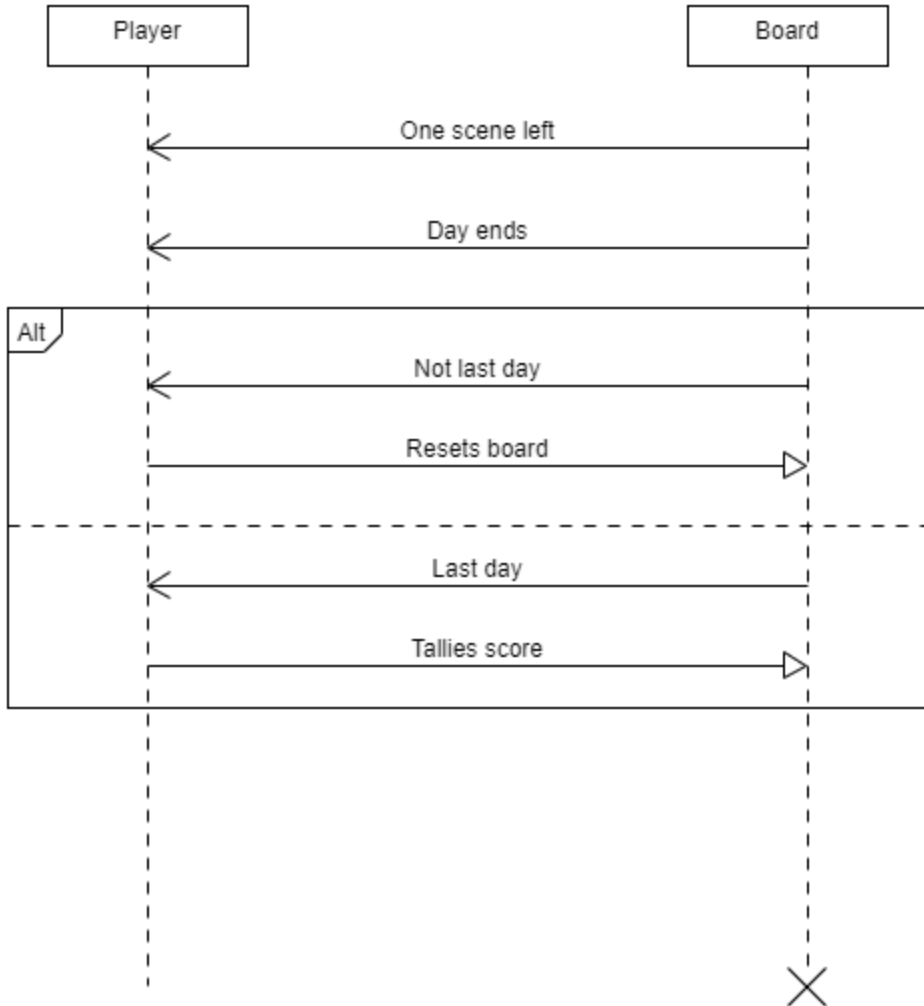 Player
Board
One scene left
Day ends
Alt
Not last day
Resets board
Last day
Tallies score